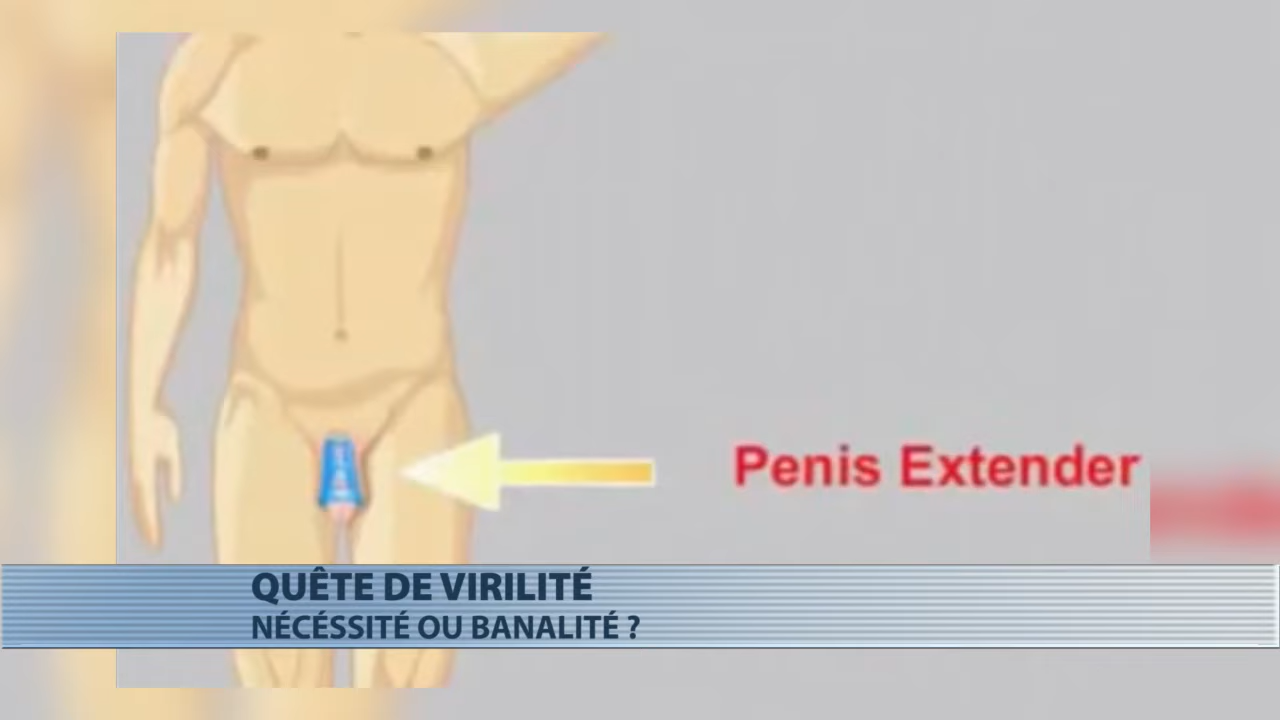 Penis Extender
QUÊTE DE VIRILITÉ
NÉCÉSSITÉ OU BANALITÉ ?